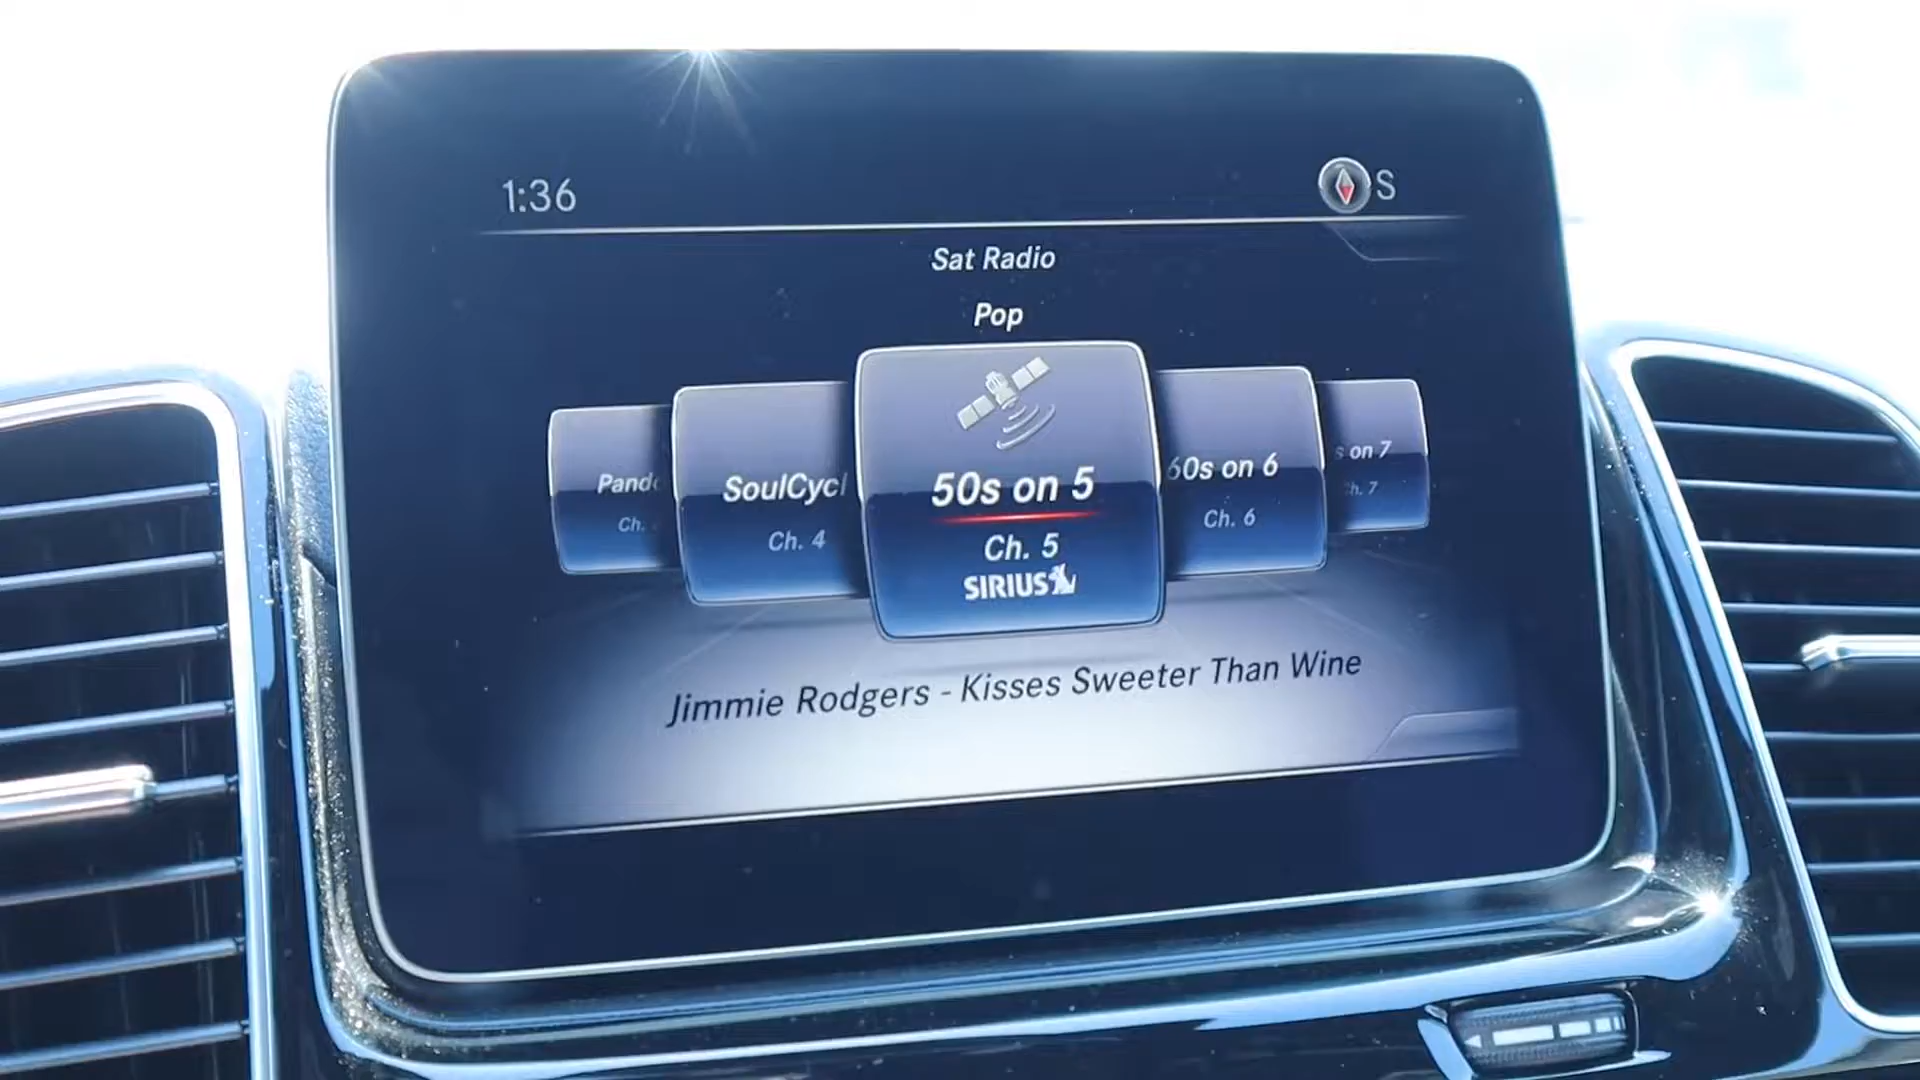 1:36
S
Sat Radio
Pop
50s on 5
Ch. 5
SIRIUS
SoulCycl
Ch. 4
60s on 6
Ch. 6
Pand
Ch.
s on 7
Ch. 7
Jimmie Rodgers - Kisses Sweeter Than Wine